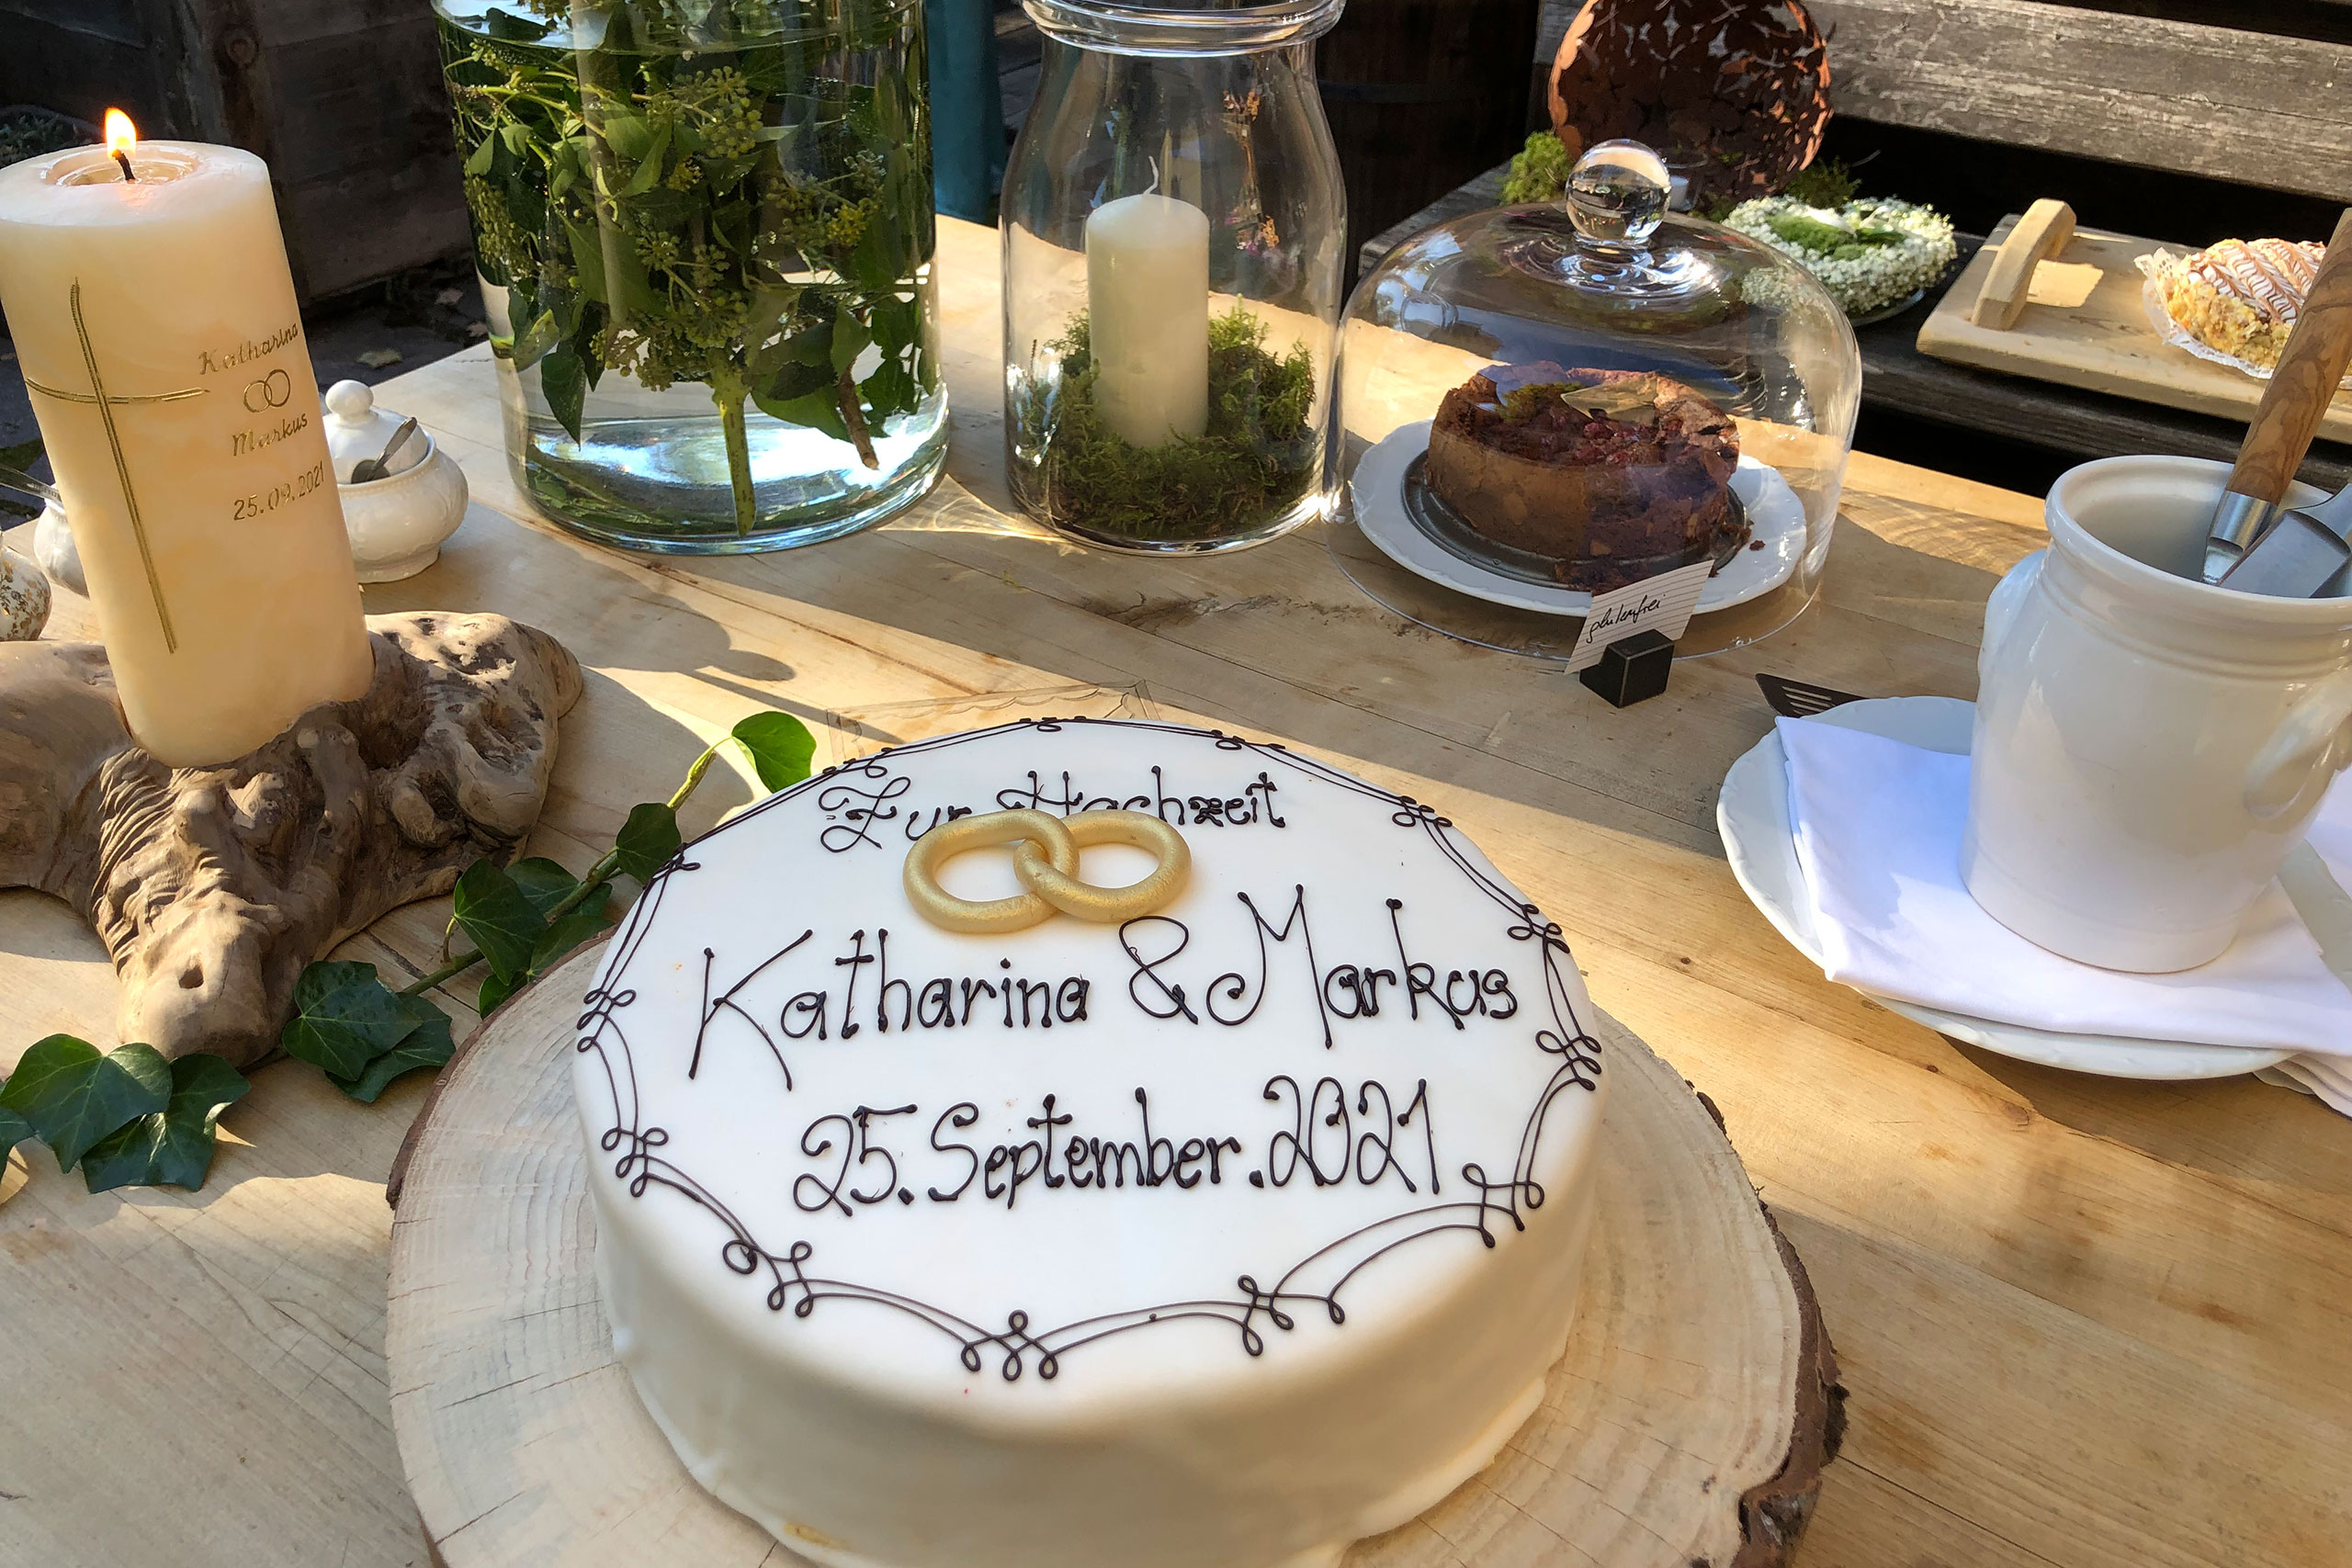 Katharina
Markus
25.09.2021
glutenfrei
Zur Hochzeit
Katharina & Markus
25. September. 2021